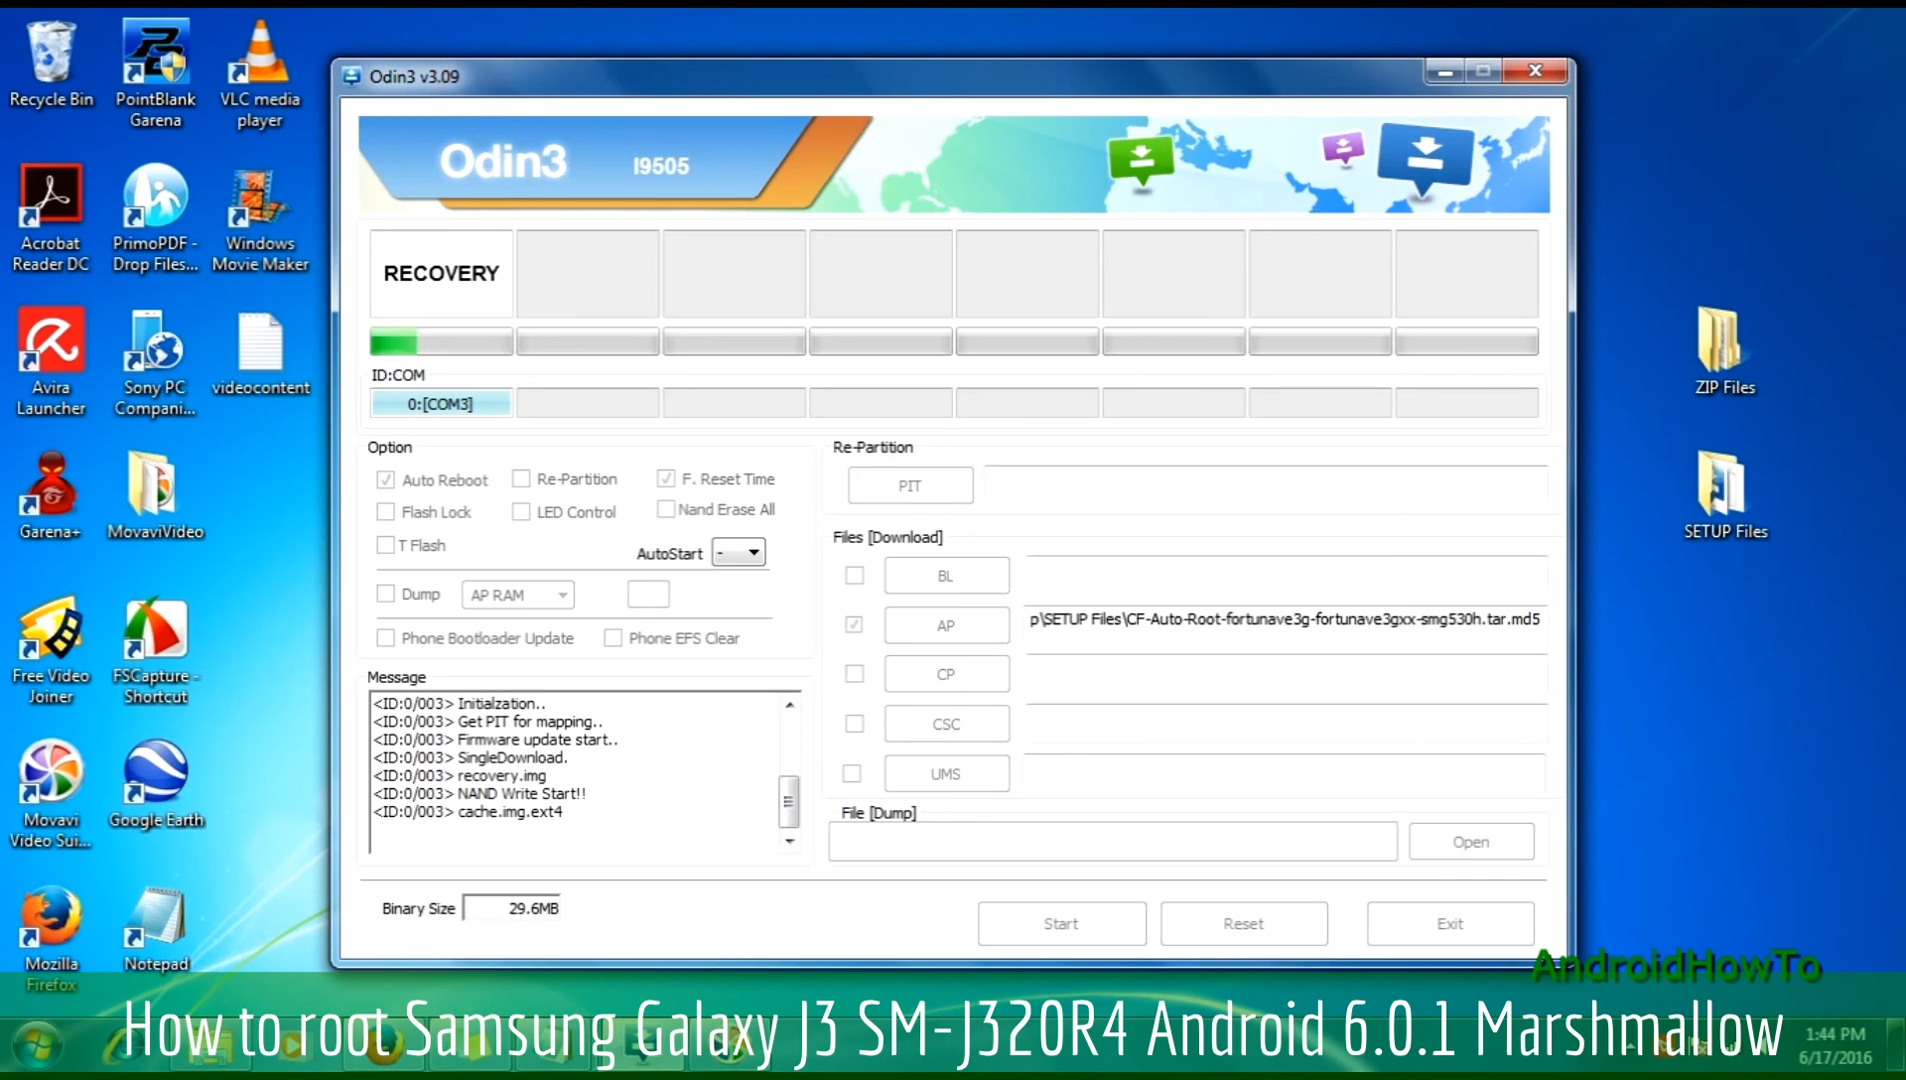 Recycle Bin
PointBlank Garena
VLC media player
Acrobat Reader DC
PrimoPDF - Drop Files...
Windows Movie Maker
Avira Launcher
Sony PC Compani...
videocontent
Garena+
MovaviVideo
Free Video Joiner
FSCapture - Shortcut
Movavi Video Sui...
Google Earth
Mozilla Firefox
Notepad
Odin3 v3.09
Odin3 I9505
RECOVERY
ID:COM
0:[COM3]
Option
Auto Reboot
Re-Partition
F. Reset Time
Flash Lock
LED Control
Nand Erase All
T Flash
AutoStart -
Dump
AP RAM
Phone Bootloader Update
Phone EFS Clear
Message
<ID:0/003> Initialzation..
<ID:0/003> Get PIT for mapping..
<ID:0/003> Firmware update start..
<ID:0/003> SingleDownload.
<ID:0/003> recovery.img
<ID:0/003> NAND Write Start!!
<ID:0/003> cache.img.ext4
Binary Size 29.6MB
Re-Partition
PIT
Files [Download]
BL
AP p\SETUP Files\CF-Auto-Root-fortunave3g-fortunave3gxx-smg530h.tar.md5
CP
CSC
UMS
File [Dump]
Open
Start
Reset
Exit
ZIP Files
SETUP Files
AndroidHowTo
How to root Samsung Galaxy J3 SM-J320R4 Android 6.0.1 Marshmallow
1:44 PM
6/17/2016